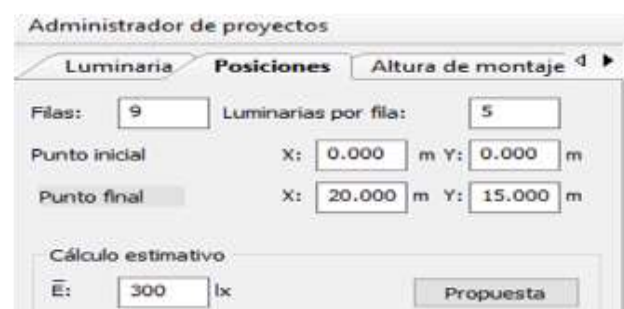 Administrador de proyectos
Luminaria Posiciones Altura de montaje
Filas: 9 Luminarias por fila: 5
Punto inicial X: 0.000 m Y: 0.000 m
Punto final X: 20.000 m Y: 15.000 m
Cálculo estimativo
E̅: 300 lx Propuesta